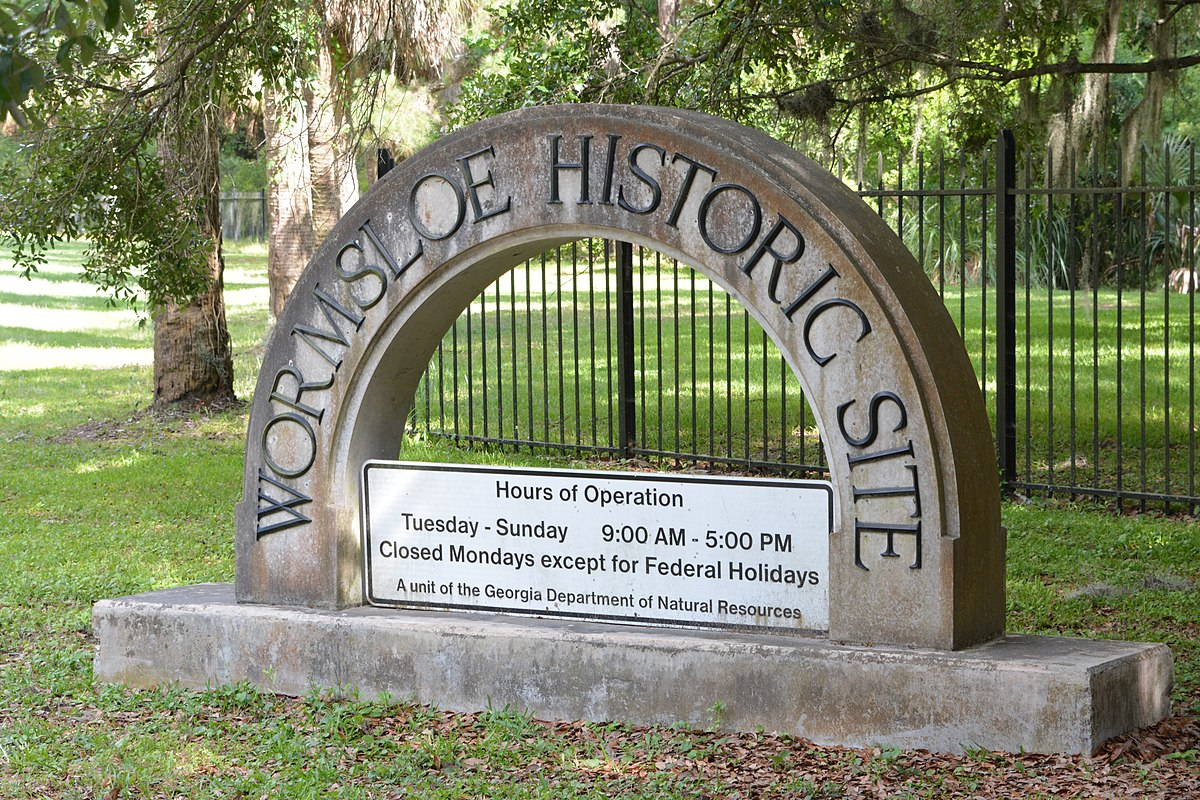 WORMSLOE HISTORIC SITE
Hours of Operation
Tuesday - Sunday 9:00 AM - 5:00 PM
Closed Mondays except for Federal Holidays
A unit of the Georgia Department of Natural Resources